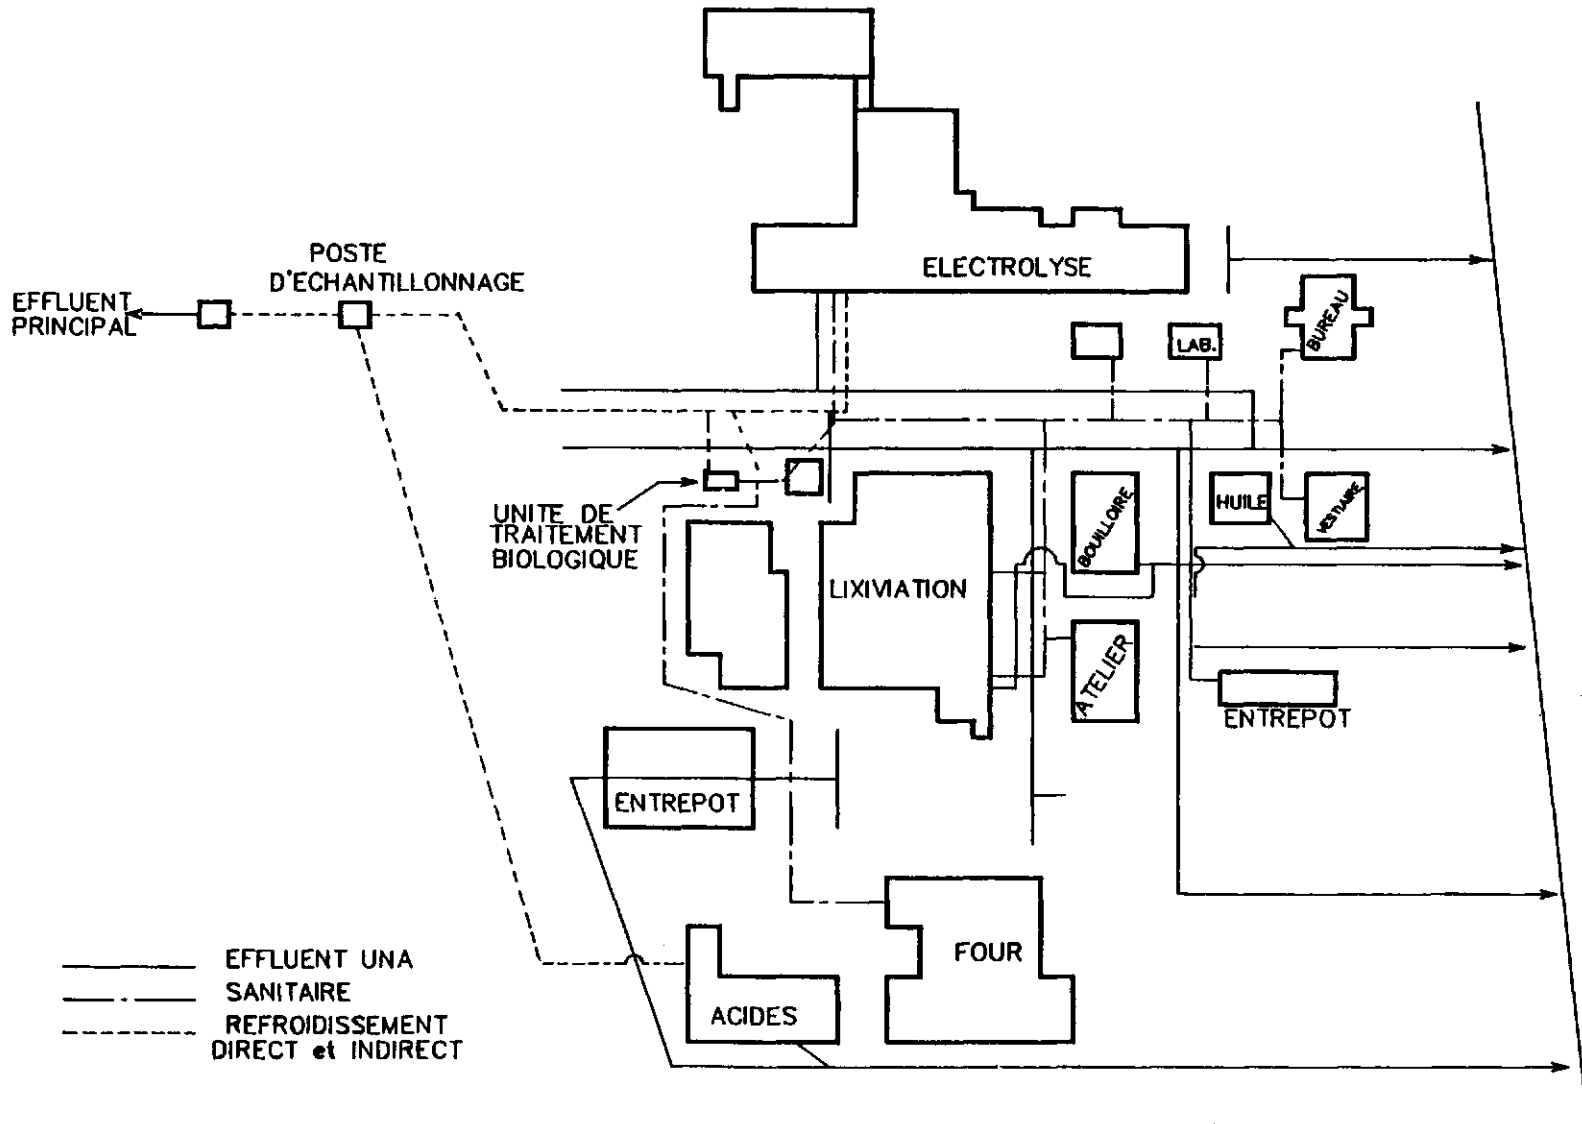 ELECTROLYSE
POSTE
D'ECHANTILLONNAGE
EFFLUENT
PRINCIPAL
BUREAU
LAB.
UNITE DE
TRAITEMENT
BIOLOGIQUE
LIXIVIATION
BOUILLOIRE
HUILE
VESTIAIRE
ATELIER
ENTREPOT
ENTREPOT
FOUR
ACIDES
EFFLUENT UNA
SANITAIRE
REFROIDISSEMENT
DIRECT et INDIRECT